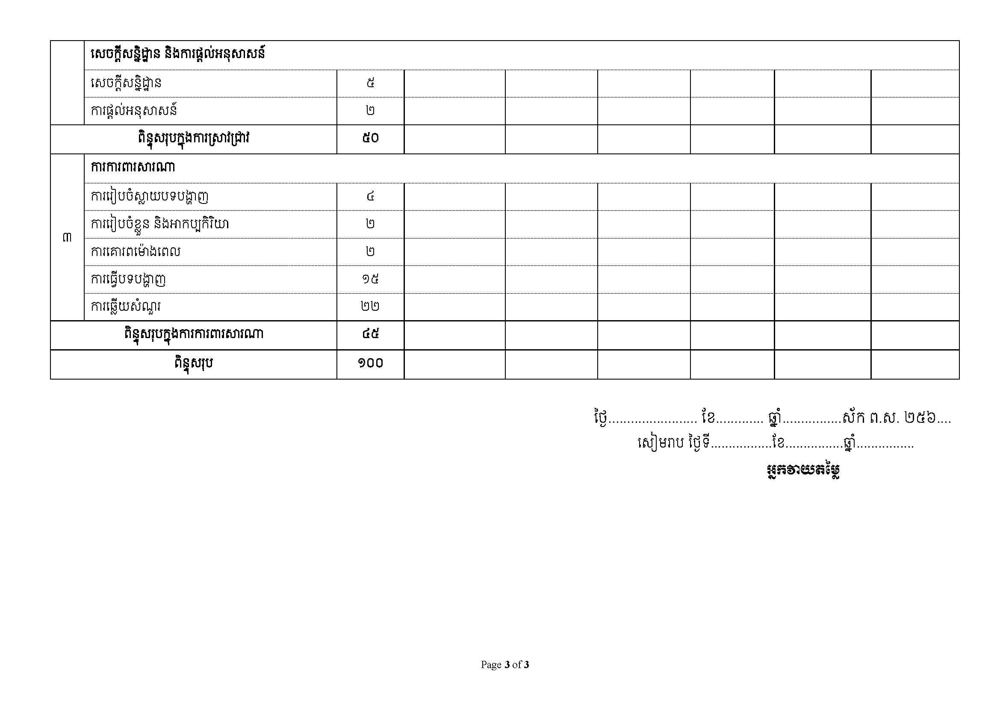 សេចក្តីសន្និដ្ឋាន និងការផ្តល់អនុសាសន៍
សេចក្តីសន្និដ្ឋាន ៥
ការផ្តល់អនុសាសន៍ ២
ពិន្ទុសរុបក្នុងការស្រាវជ្រាវ ៥០
ការការពារសារណា
ការរៀបចំស្លាយបទបង្ហាញ ៤
ការរៀបចំខ្លួន និងអាកប្បកិរិយា ២
៣
ការគោរពម៉ោងពេល ២
ការធ្វើបទបង្ហាញ ១៥
ការឆ្លើយសំណួរ ២២
ពិន្ទុសរុបក្នុងការការពារសារណា ៤៥
ពិន្ទុសរុប ១០០
ថ្ងៃ........................ ខែ............. ឆ្នាំ................ស័ក ព.ស. ២៥៦....
សៀមរាប ថ្ងៃទី.................ខែ................ឆ្នាំ................
អ្នកវាយតម្លៃ
Page 3 of 3